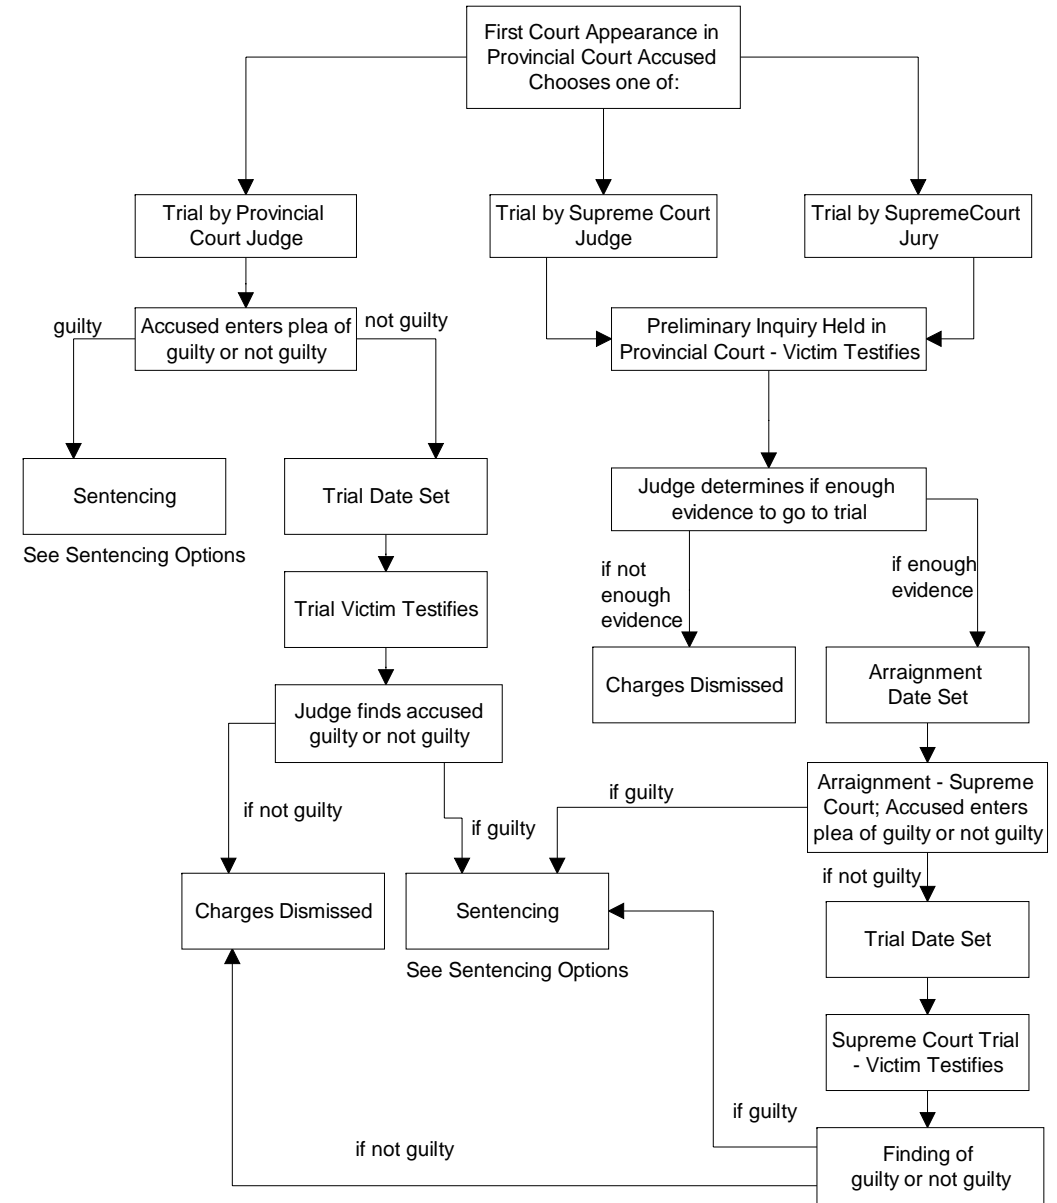 First Court Appearance in
Provincial Court Accused
Chooses one of:
Trial by Provincial
Court Judge
Trial by Supreme Court
Judge
Trial by SupremeCourt
Jury
guilty
Accused enters plea of
guilty or not guilty
not guilty
Preliminary Inquiry Held in
Provincial Court - Victim Testifies
Sentencing
See Sentencing Options
Trial Date Set
Judge determines if enough
evidence to go to trial
if not
enough
evidence
if enough
evidence
Trial Victim Testifies
Charges Dismissed
Arraignment
Date Set
Judge finds accused
guilty or not guilty
if not guilty
if guilty
if guilty
Arraignment - Supreme
Court; Accused enters
plea of guilty or not guilty
if not guilty
Charges Dismissed
Sentencing
See Sentencing Options
Trial Date Set
Supreme Court Trial
- Victim Testifies
if guilty
if not guilty
Finding of
guilty or not guilty